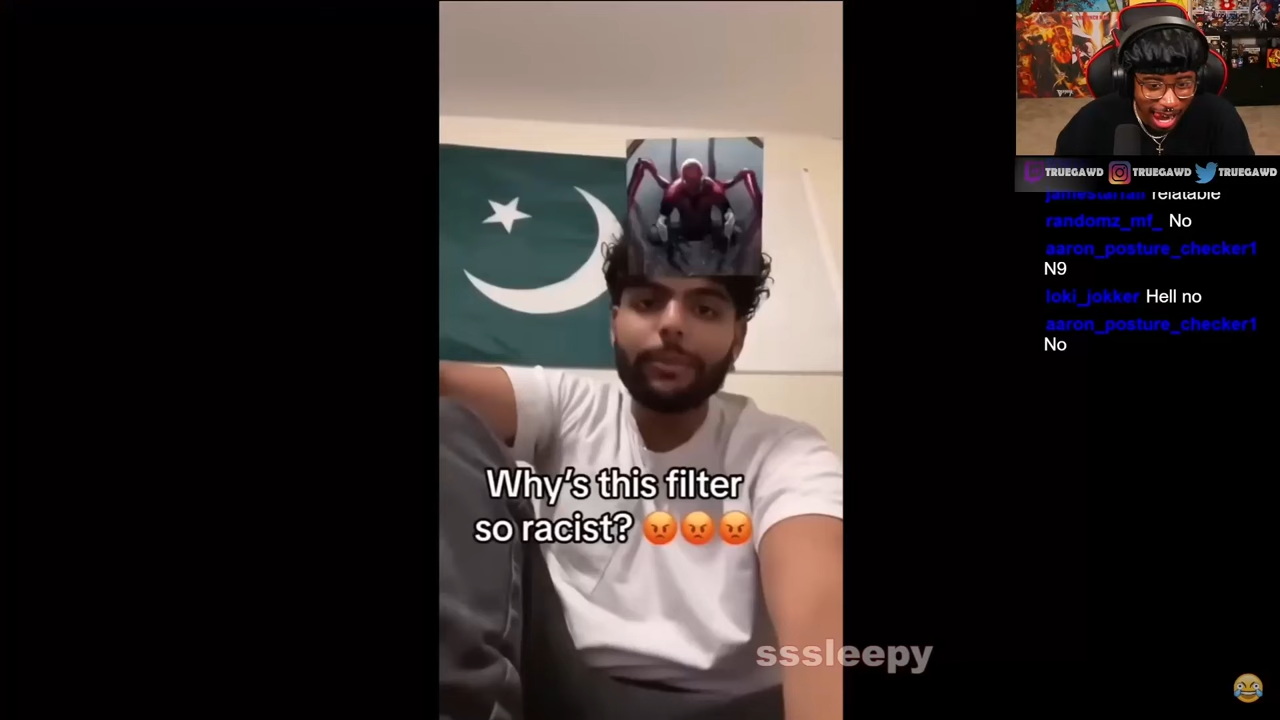 Why's this filter
so racist? 😡😡😡
sssleepy
TRUEGAWD TRUEGAWD TRUEGAWD
relatable
randomz_mf_ No
aaron_posture_checker1
N9
loki_jokker Hell no
aaron_posture_checker1
No